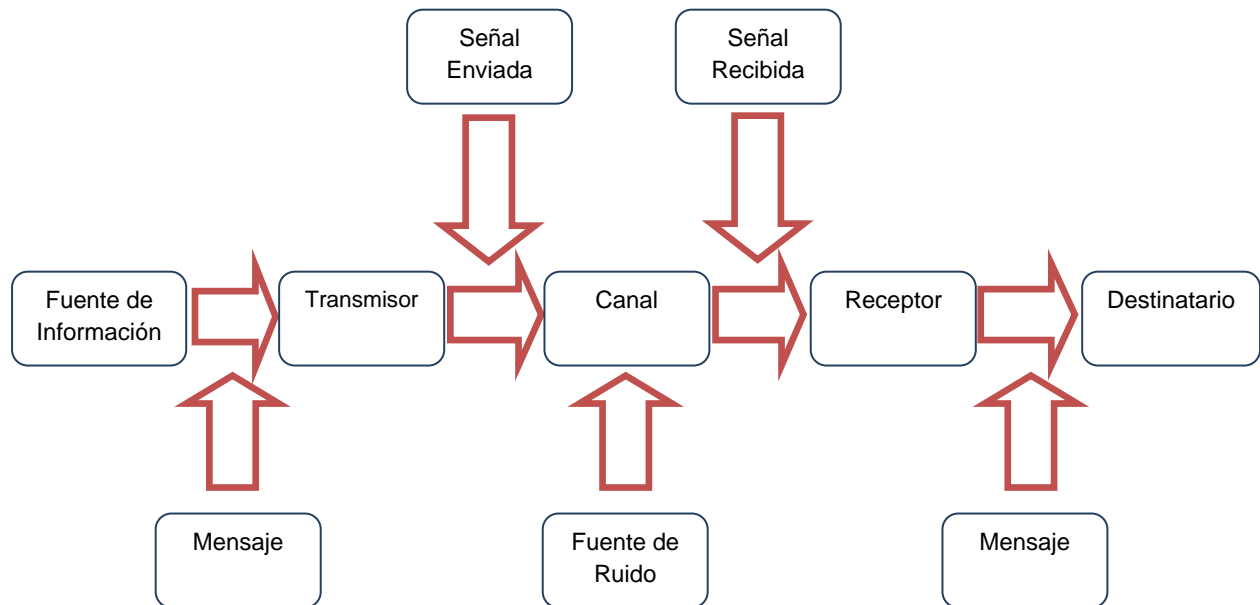 Señal
Enviada
Señal
Recibida
Fuente de
Información
Transmisor
Canal
Receptor
Destinatario
Mensaje
Fuente de
Ruido
Mensaje